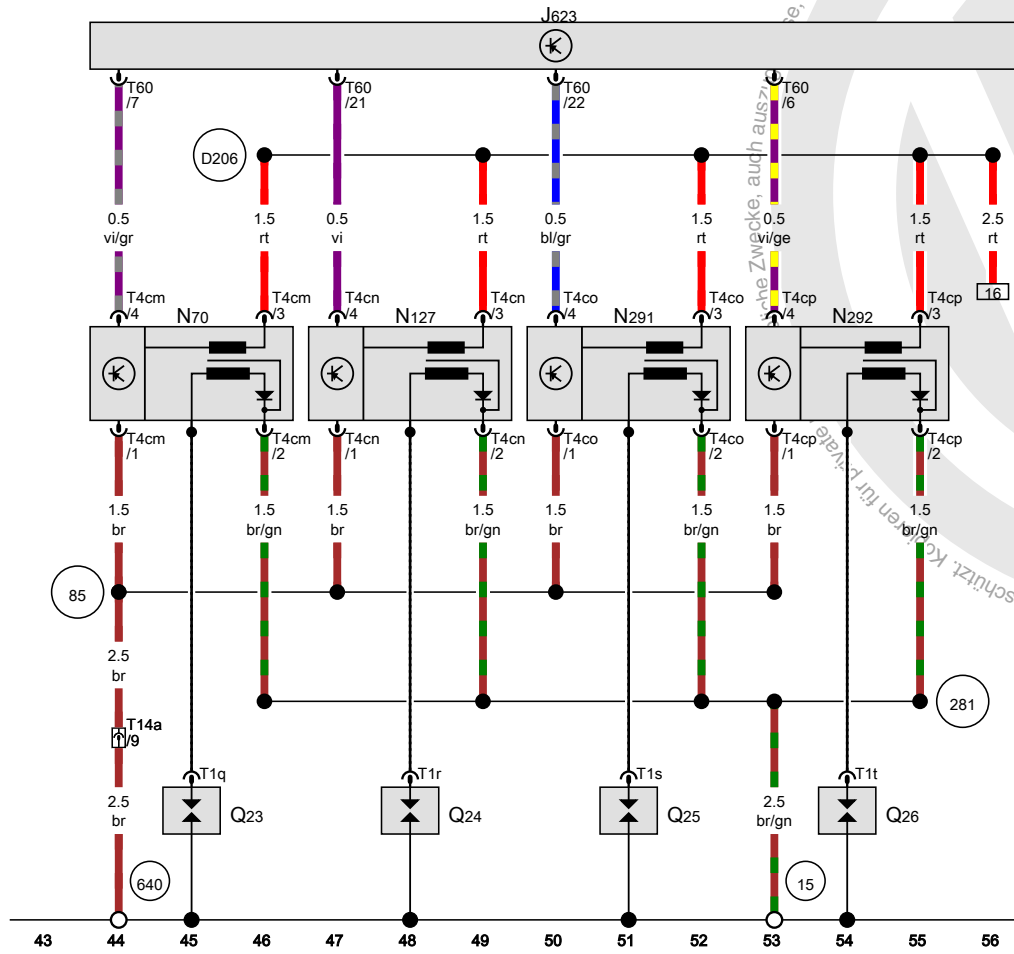 J623
T60
/7
T60
/21
T60
/22
T60
/6
D206
0.5
vi/gr
1.5
rt
0.5
vi
1.5
rt
0.5
bl/gr
1.5
rt
0.5
vi/ge
1.5
rt
2.5
rt
T4cm
/4
T4cm
/3
T4cn
/4
T4cn
/3
T4co
/4
T4co
/3
T4cp
/4
T4cp
/3
16
N70
N127
N291
N292
T4cm
/1
T4cm
/2
T4cn
/1
T4cn
/2
T4co
/1
T4co
/2
T4cp
/1
T4cp
/2
1.5
br
1.5
br/gn
1.5
br
1.5
br/gn
1.5
br
1.5
br/gn
1.5
br
1.5
br/gn
85
2.5
br
281
T14a
/9
T1q
T1r
T1s
T1t
2.5
br
Q23
Q24
Q25
2.5
br/gn
Q26
640
15
43 44 45 46 47 48 49 50 51 52 53 54 55 56
Zwecke, auch
Kopieren für private